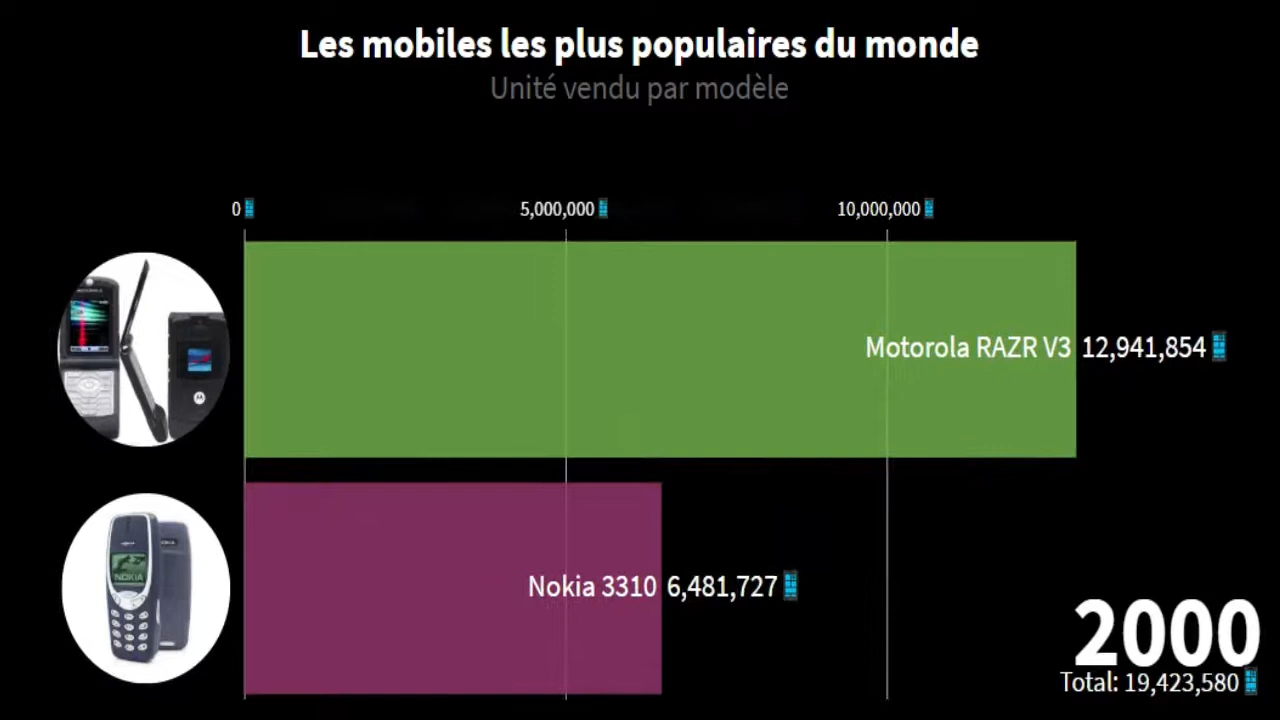 Les mobiles les plus populaires du monde
Unité vendu par modèle
0
5,000,000
10,000,000
Motorola RAZR V3 12,941,854
NOKIA
Nokia 3310 6,481,727
2000
Total: 19,423,580